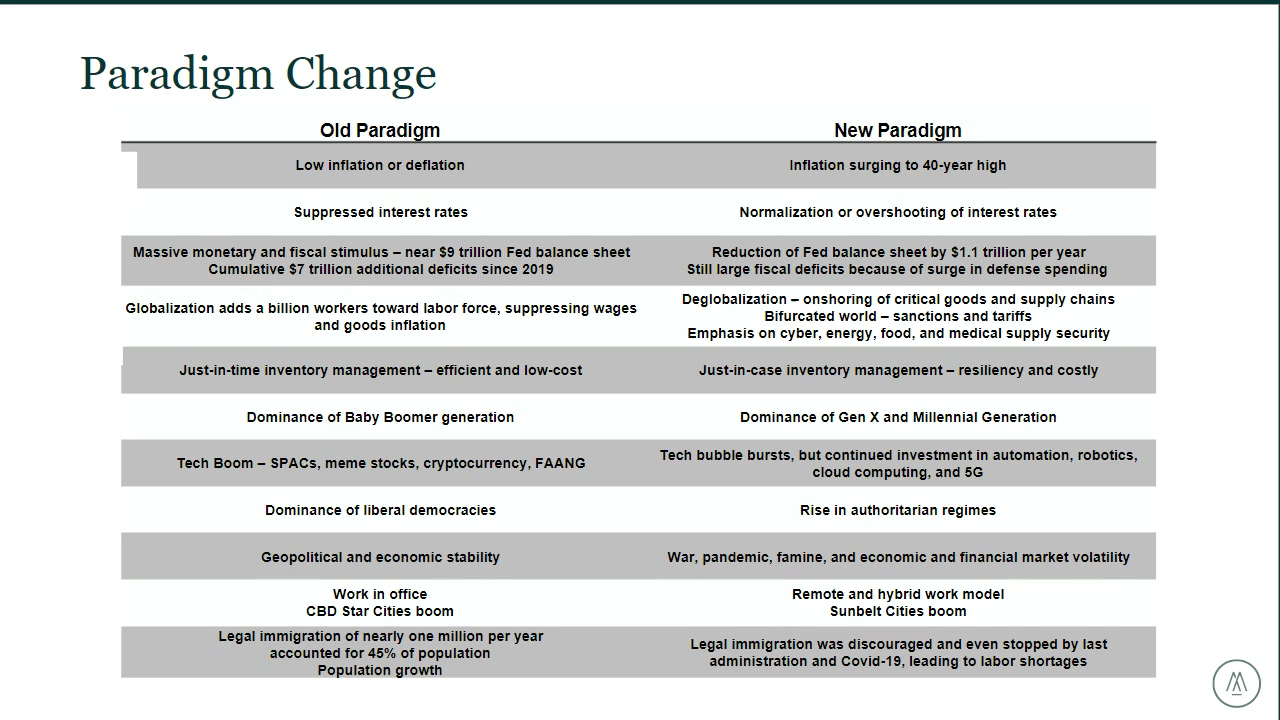 Paradigm Change
Old Paradigm
New Paradigm
Low inflation or deflation
Inflation surging to 40-year high
Suppressed interest rates
Normalization or overshooting of interest rates
Massive monetary and fiscal stimulus – near $9 trillion Fed balance sheet
Cumulative $7 trillion additional deficits since 2019
Reduction of Fed balance sheet by $1.1 trillion per year
Still large fiscal deficits because of surge in defense spending
Globalization adds a billion workers toward labor force, suppressing wages
and goods inflation
Deglobalization – onshoring of critical goods and supply chains
Bifurcated world – sanctions and tariffs
Emphasis on cyber, energy, food, and medical supply security
Just-in-time inventory management – efficient and low-cost
Just-in-case inventory management – resiliency and costly
Dominance of Baby Boomer generation
Dominance of Gen X and Millennial Generation
Tech Boom – SPACs, meme stocks, cryptocurrency, FAANG
Tech bubble bursts, but continued investment in automation, robotics,
cloud computing, and 5G
Dominance of liberal democracies
Rise in authoritarian regimes
Geopolitical and economic stability
War, pandemic, famine, and economic and financial market volatility
Work in office
CBD Star Cities boom
Remote and hybrid work model
Sunbelt Cities boom
Legal immigration of nearly one million per year
accounted for 45% of population
Population growth
Legal immigration was discouraged and even stopped by last
administration and Covid-19, leading to labor shortages